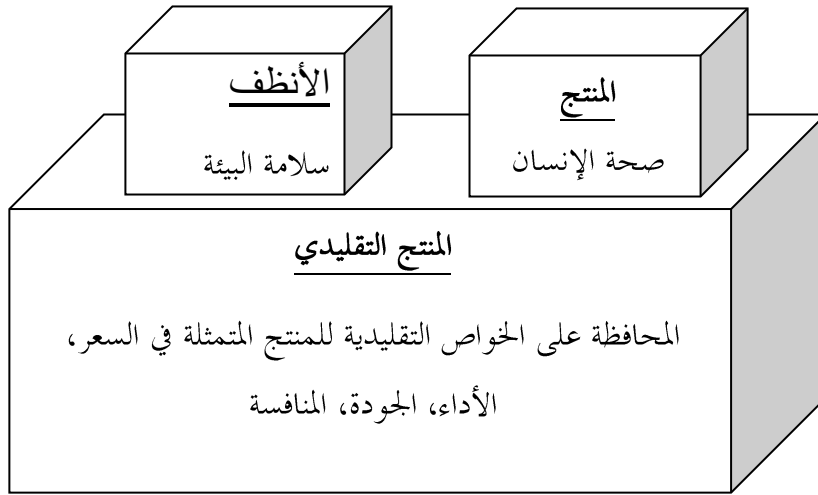 المنتج
صحة الإنسان
الأنظف
سلامة البيئة
المنتج التقليدي
المحافظة على الخواص التقليدية للمنتج المتمثلة في السعر،
الأداء، الجودة، المنافسة